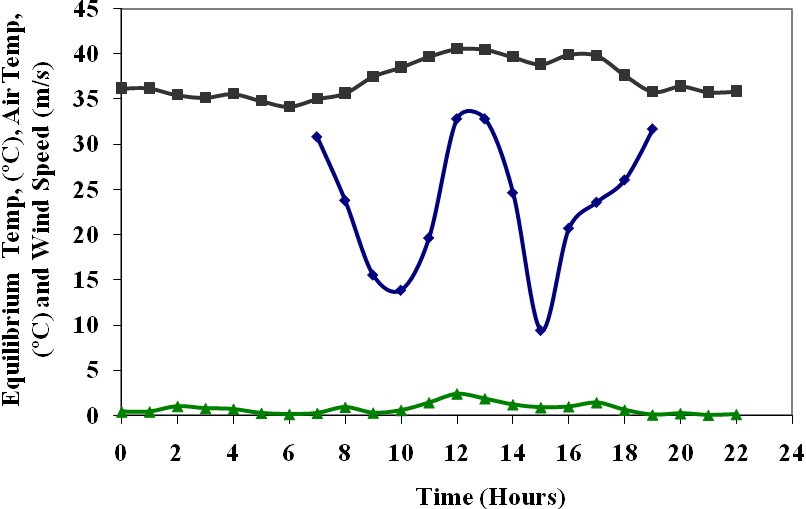 Equilibrium Temp, (°C), Air Temp,
(°C) and Wind Speed (m/s)
45
40
35
30
25
20
15
10
5
0
0 2 4 6 8 10 12 14 16 18 20 22 24
Time (Hours)